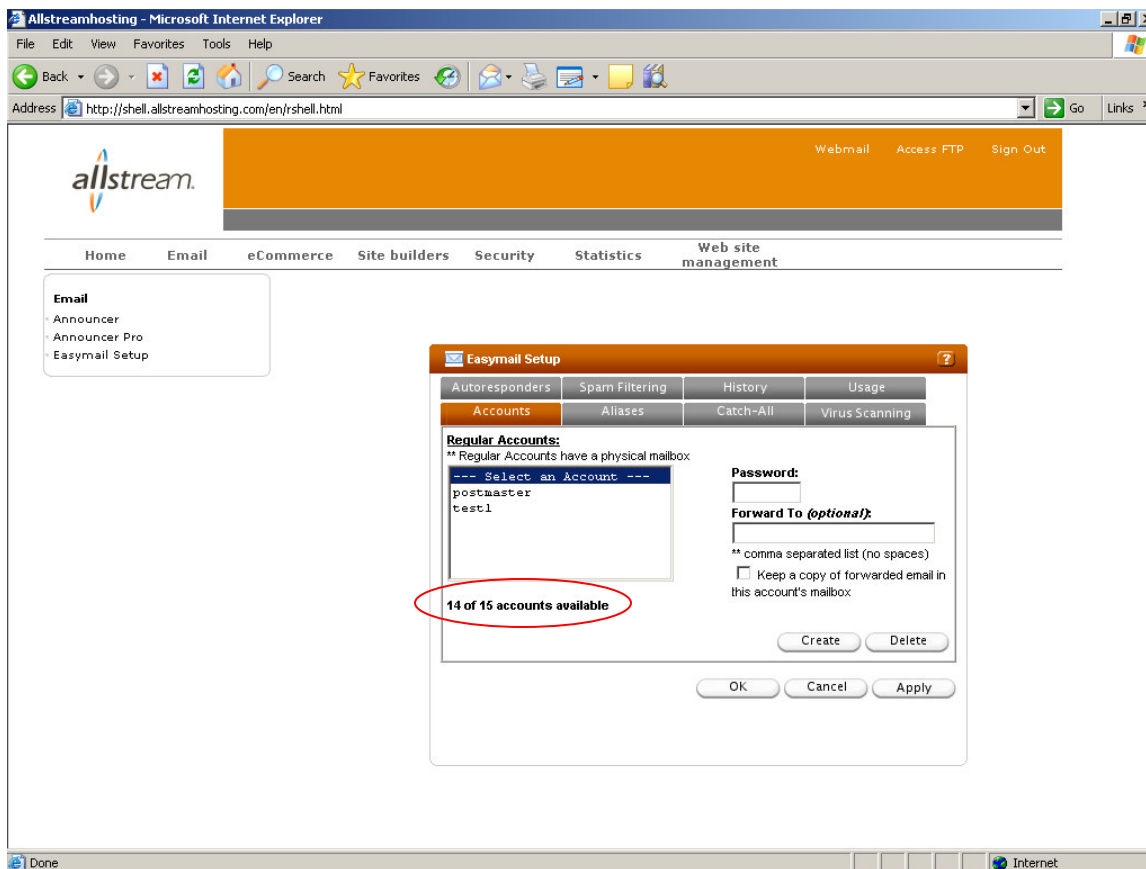 Allstreamhosting - Microsoft Internet Explorer
File Edit View Favorites Tools Help
Back Search Favorites
Address http://shell.allstreamhosting.com/en/rshell.html Go Links
allstream.
Webmail Access FTP Sign Out
Home Email eCommerce Site builders Security Statistics Web site management
Email
Announcer
Announcer Pro
Easymail Setup
Easymail Setup ?
Autoresponders Spam Filtering History Usage
Accounts Aliases Catch-All Virus Scanning
Regular Accounts:
** Regular Accounts have a physical mailbox
--- Select an Account ---
postmaster
test1
Password:
Forward To (optional):
** comma separated list (no spaces)
Keep a copy of forwarded email in
this account's mailbox
14 of 15 accounts available
Create Delete
OK Cancel Apply
Done Internet